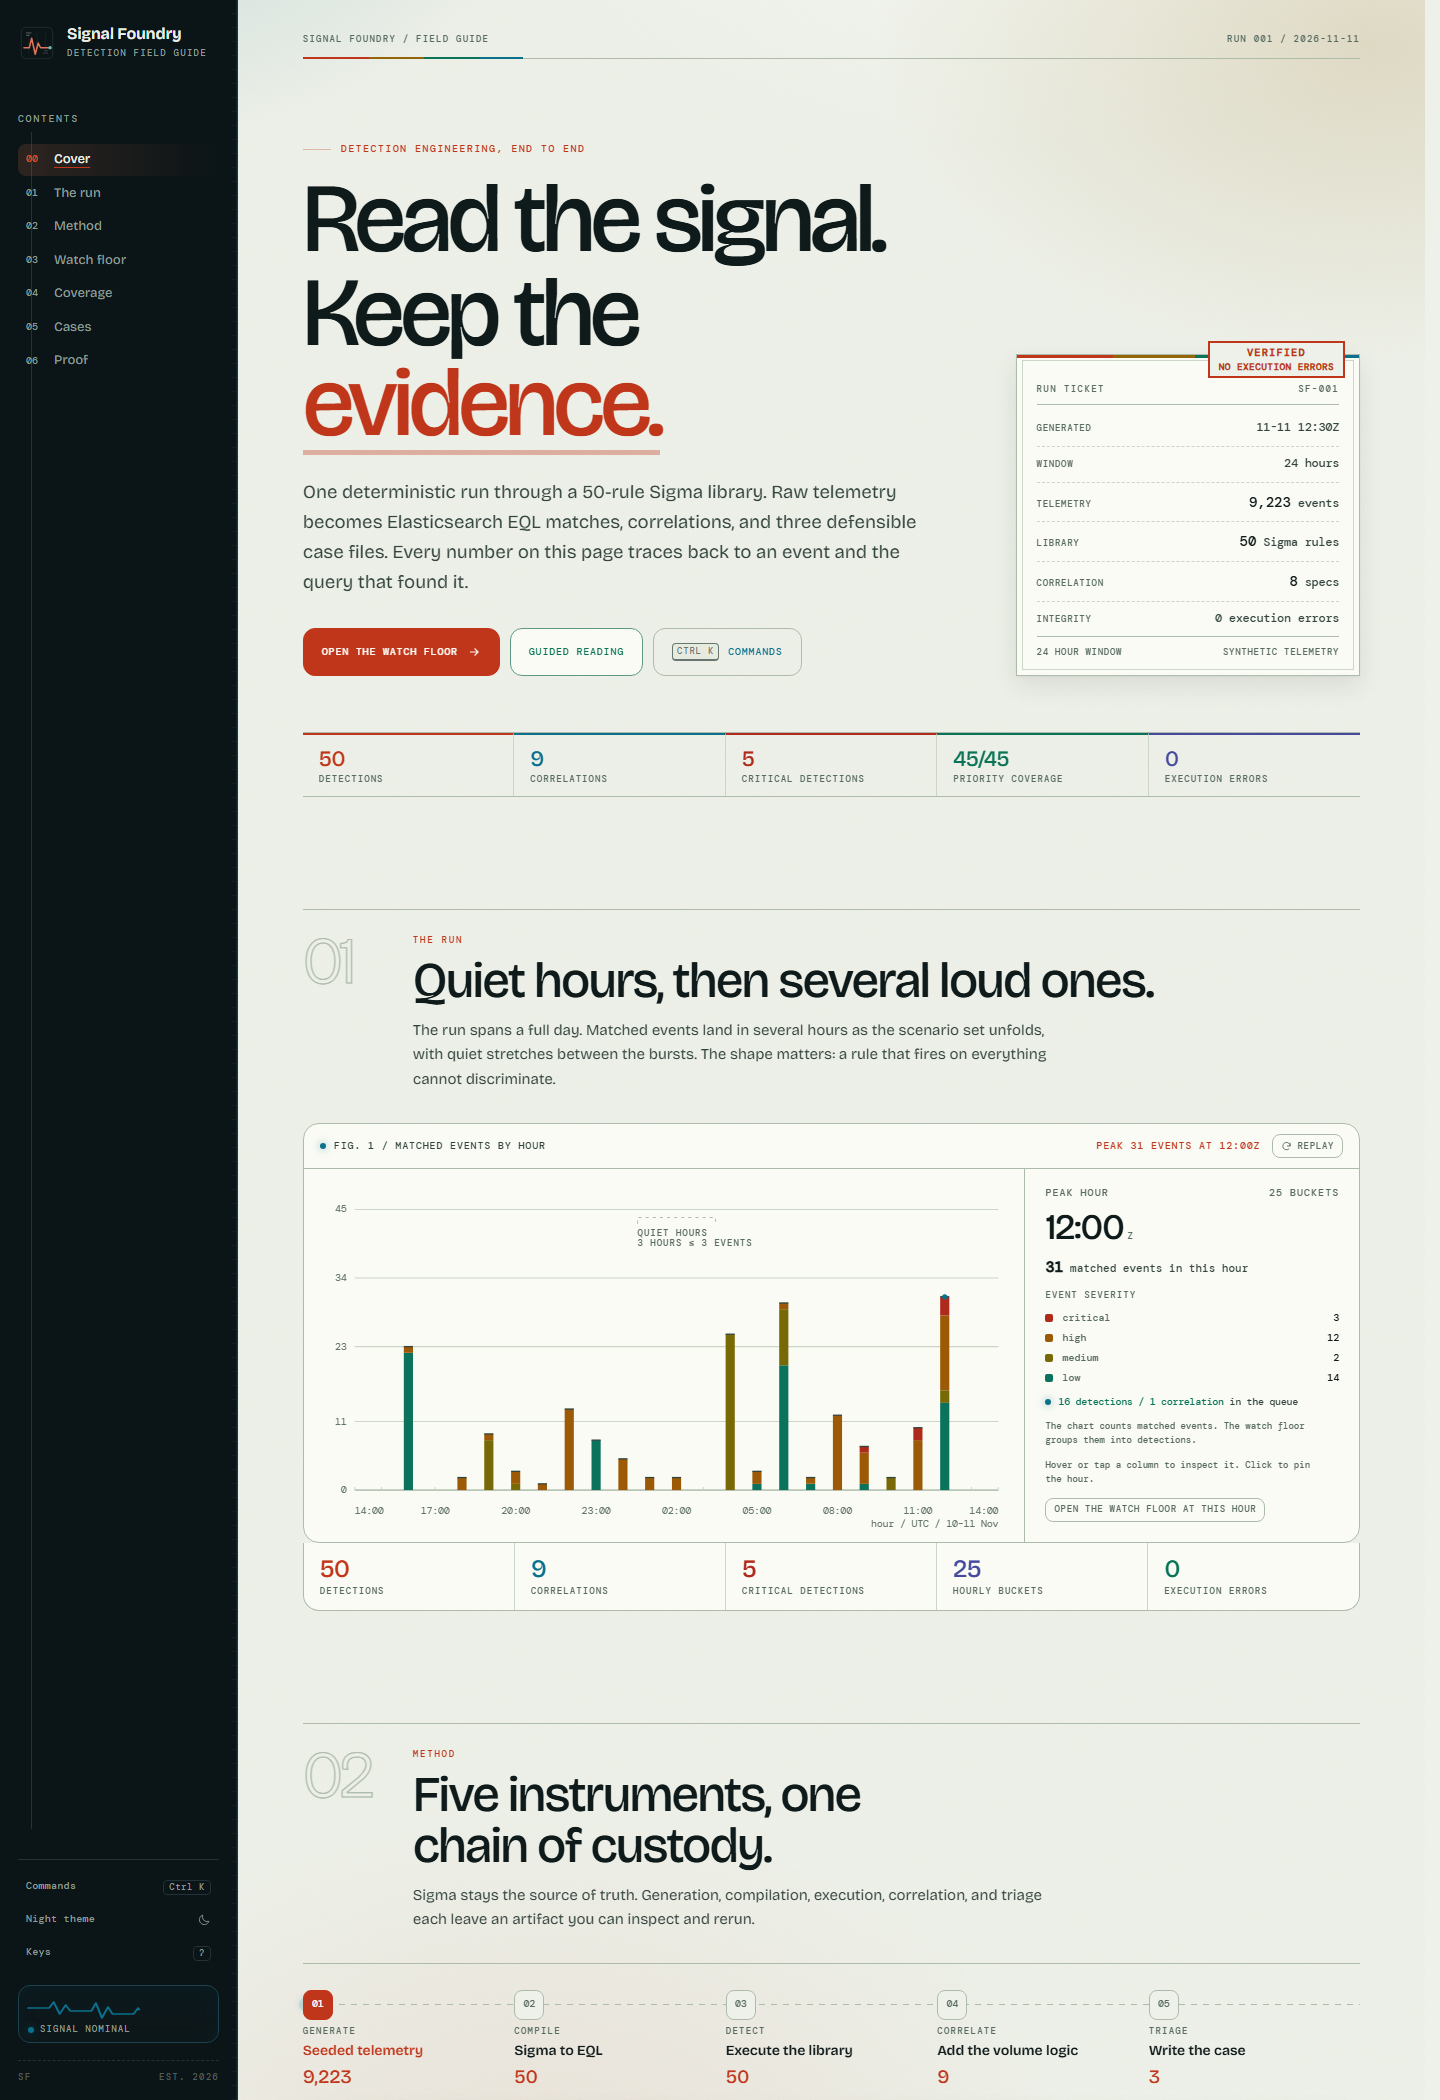 Signal Foundry
DETECTION FIELD GUIDE
CONTENTS
00 Cover
01 The run
02 Method
03 Watch floor
04 Coverage
05 Cases
06 Proof
Commands Ctrl K
Night theme
Keys ?
SIGNAL NOMINAL
SF EST. 2026
SIGNAL FOUNDRY / FIELD GUIDE RUN 001 / 2026-11-11
DETECTION ENGINEERING, END TO END
Read the signal.
Keep the
evidence.
One deterministic run through a 50-rule Sigma library. Raw telemetry
becomes Elasticsearch EQL matches, correlations, and three defensible
case files. Every number on this page traces back to an event and the
query that found it.
OPEN THE WATCH FLOOR → GUIDED READING CTRL K COMMANDS
VERIFIED
NO EXECUTION ERRORS
RUN TICKET SF-001
GENERATED 11-11 12:30Z
WINDOW 24 hours
TELEMETRY 9,223 events
LIBRARY 50 Sigma rules
CORRELATION 8 specs
INTEGRITY 0 execution errors
24 HOUR WINDOW SYNTHETIC TELEMETRY
50 9 5 45/45 0
DETECTIONS CORRELATIONS CRITICAL DETECTIONS PRIORITY COVERAGE EXECUTION ERRORS
01
THE RUN
Quiet hours, then several loud ones.
The run spans a full day. Matched events land in several hours as the scenario set unfolds,
with quiet stretches between the bursts. The shape matters: a rule that fires on everything
cannot discriminate.
FIG. 1 / MATCHED EVENTS BY HOUR PEAK 31 EVENTS AT 12:00Z REPLAY
45
QUIET HOURS
3 HOURS ≤ 3 EVENTS
34
23
11
0
14:00 17:00 20:00 23:00 02:00 05:00 08:00 11:00 14:00
hour / UTC / 10-11 Nov
PEAK HOUR 25 BUCKETS
12:00 Z
31 matched events in this hour
EVENT SEVERITY
critical 3
high 12
medium 2
low 14
16 detections / 1 correlation in the queue
The chart counts matched events. The watch floor
groups them into detections.
Hover or tap a column to inspect it. Click to pin
the hour.
OPEN THE WATCH FLOOR AT THIS HOUR
50 9 5 25 0
DETECTIONS CORRELATIONS CRITICAL DETECTIONS HOURLY BUCKETS EXECUTION ERRORS
02
METHOD
Five instruments, one
chain of custody.
Sigma stays the source of truth. Generation, compilation, execution, correlation, and triage
each leave an artifact you can inspect and rerun.
01 02 03 04 05
GENERATE COMPILE DETECT CORRELATE TRIAGE
Seeded telemetry Sigma to EQL Execute the library Add the volume logic Write the case
9,223 50 50 9 3